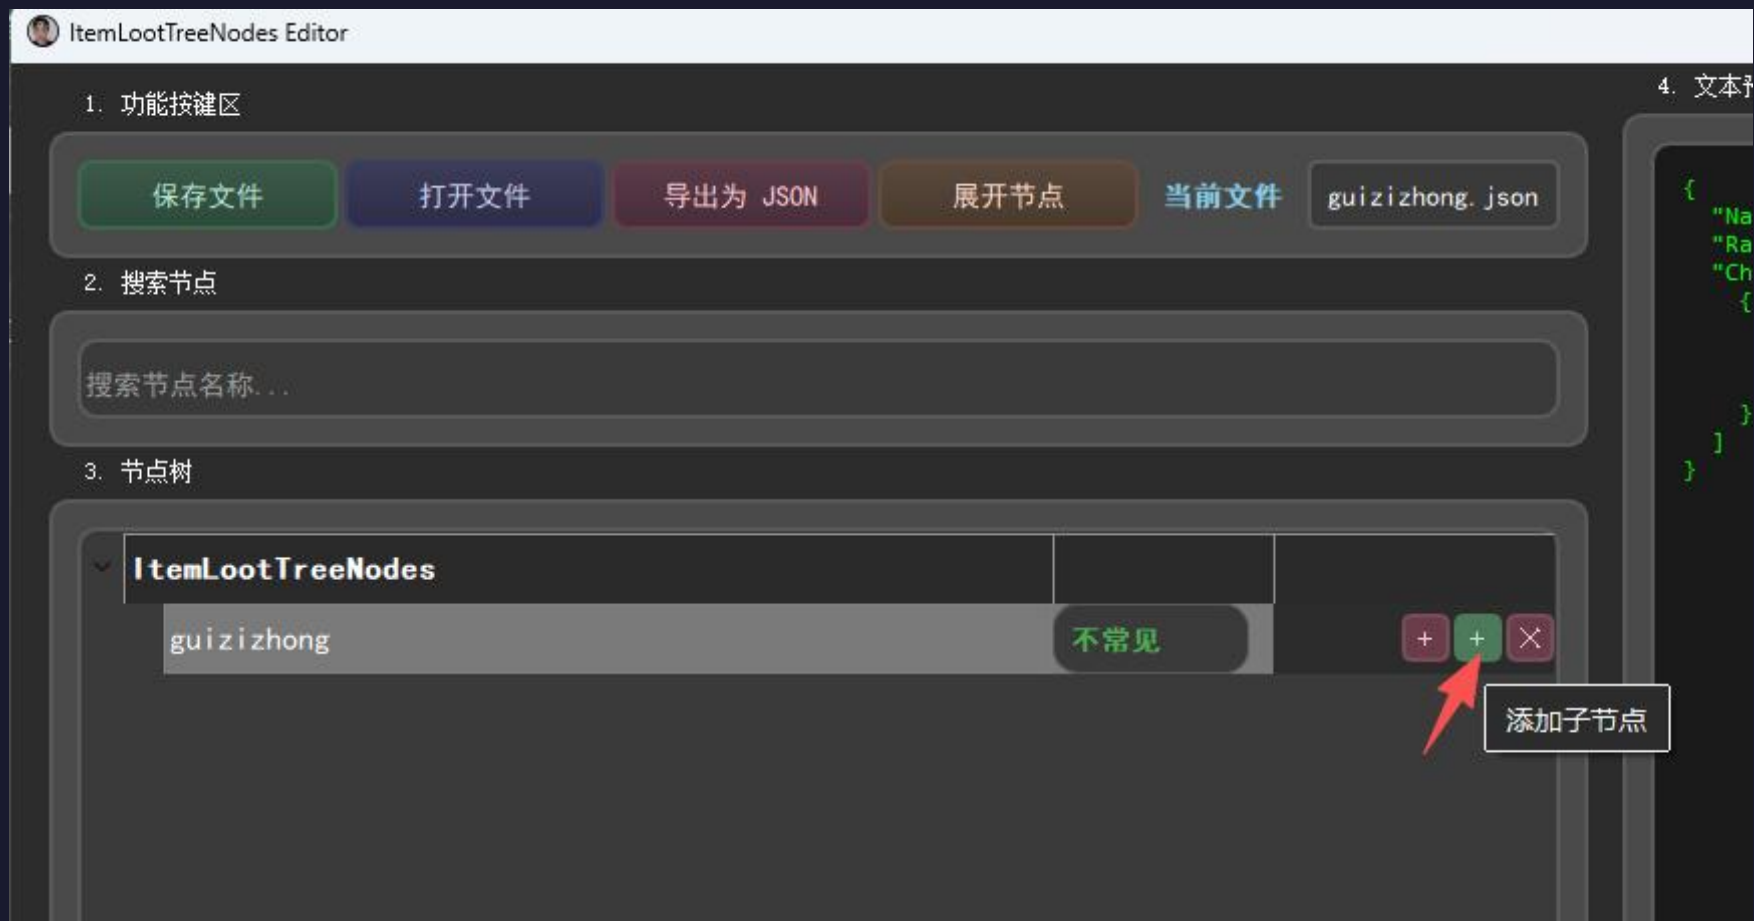 ItemLootTreeNodes Editor
1. 功能按键区
保存文件
打开文件
导出为 JSON
展开节点
当前文件
guizizhong.json
2. 搜索节点
搜索节点名称...
3. 节点树
ItemLootTreeNodes
guizizhong
不常见
+
+
添加子节点
4. 文本
{
"Na
"Ra
"Ch
{
}
]
}